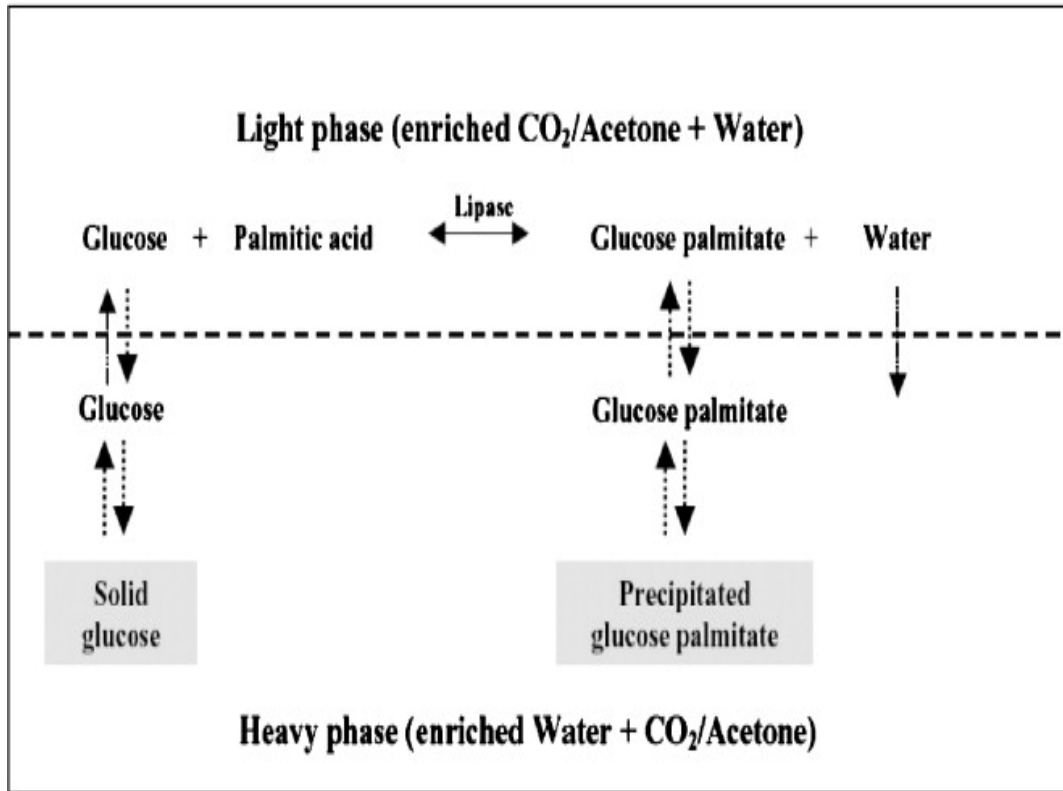 Light phase (enriched CO₂/Acetone + Water)
Lipase
Glucose + Palmitic acid Glucose palmitate + Water
Glucose Glucose palmitate
Solid glucose
Precipitated glucose palmitate
Heavy phase (enriched Water + CO₂/Acetone)